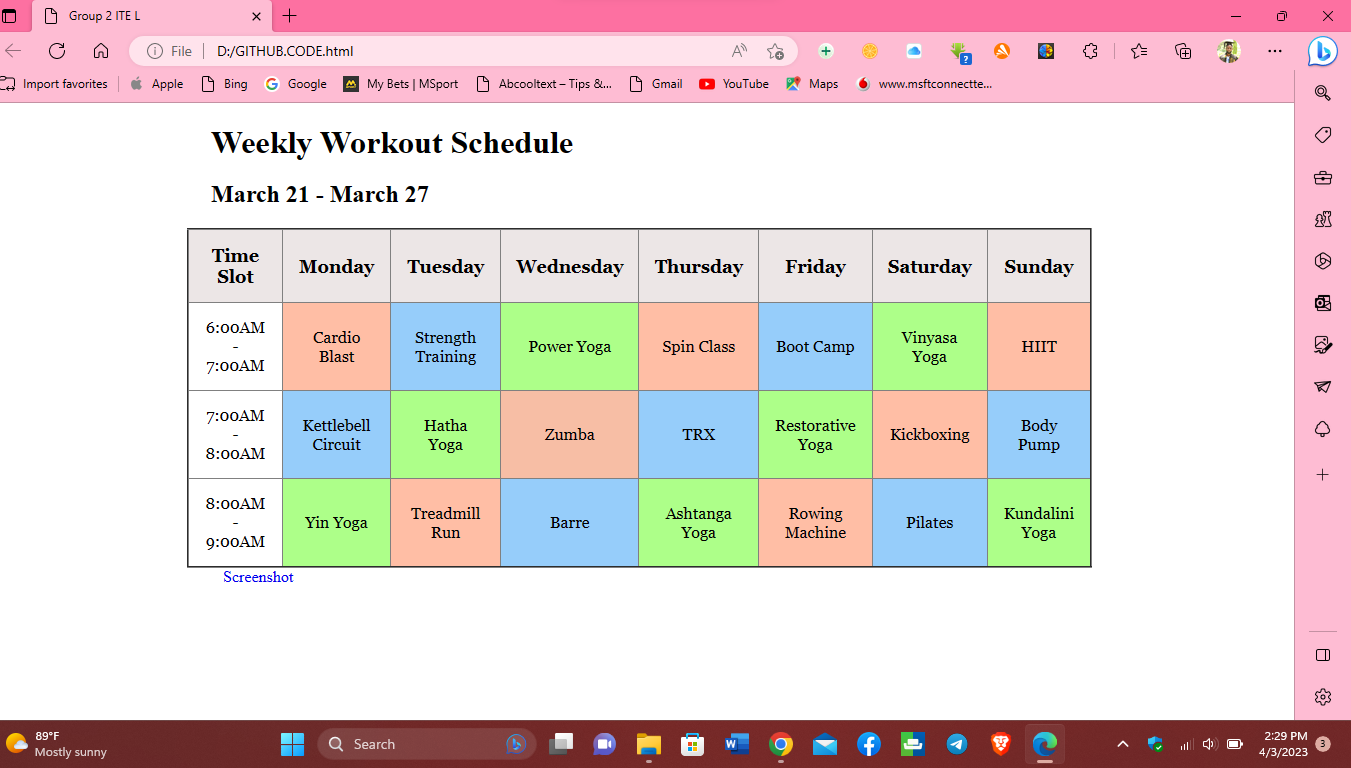 Group 2 ITE L
File
D:/GITHUB.CODE.html
Import favorites
Apple
Bing
Google
My Bets | MSport
Abcooltext – Tips &...
Gmail
YouTube
Maps
www.msftconnectte...
Weekly Workout Schedule
March 21 - March 27
Time
Slot
Monday
Tuesday
Wednesday
Thursday
Friday
Saturday
Sunday
6:00AM
-
7:00AM
Cardio
Blast
Strength
Training
Power Yoga
Spin Class
Boot Camp
Vinyasa
Yoga
HIIT
7:00AM
-
8:00AM
Kettlebell
Circuit
Hatha
Yoga
Zumba
TRX
Restorative
Yoga
Kickboxing
Body
Pump
8:00AM
-
9:00AM
Yin Yoga
Treadmill
Run
Barre
Ashtanga
Yoga
Rowing
Machine
Pilates
Kundalini
Yoga
Screenshot
89°F
Mostly sunny
Search
2:29 PM
4/3/2023
3